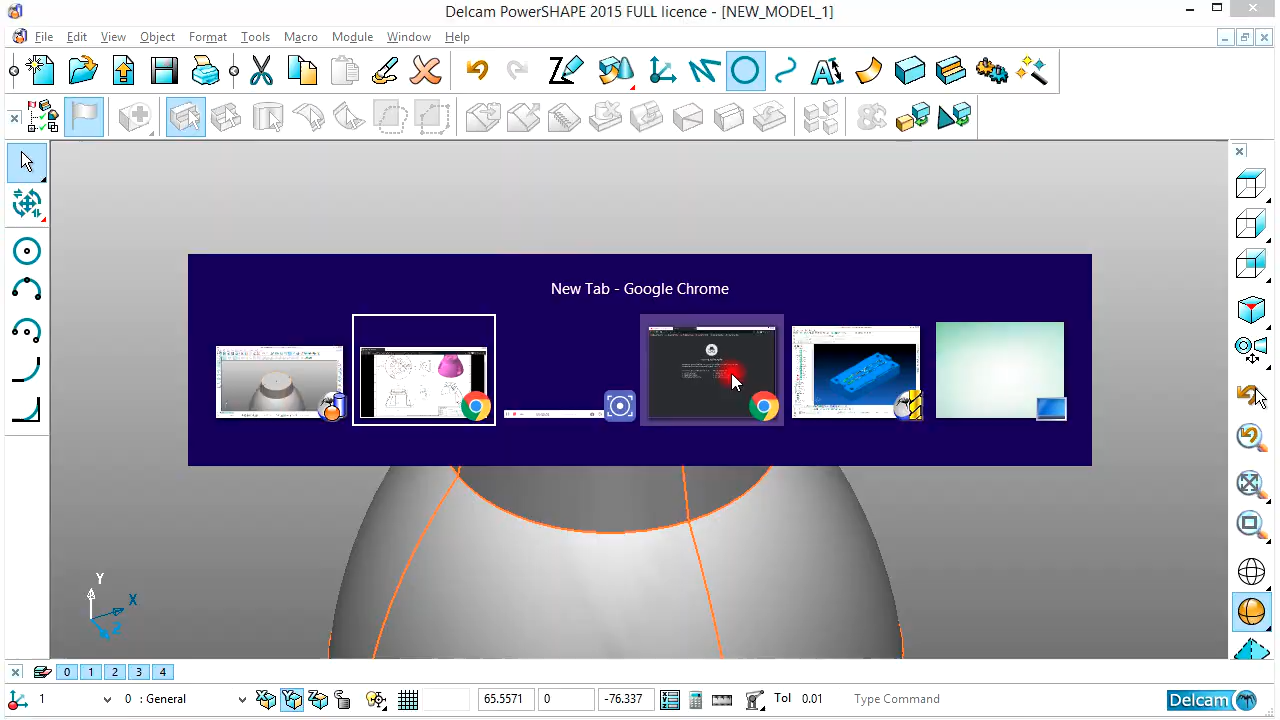 Delcam PowerSHAPE 2015 FULL licence - [NEW_MODEL_1]
File Edit View Object Format Tools Macro Module Window Help
New Tab - Google Chrome
Y
X
Z
0 1 2 3 4
1 0 : General 65.5571 0 -76.337 Tol 0.01 Type Command Delcam